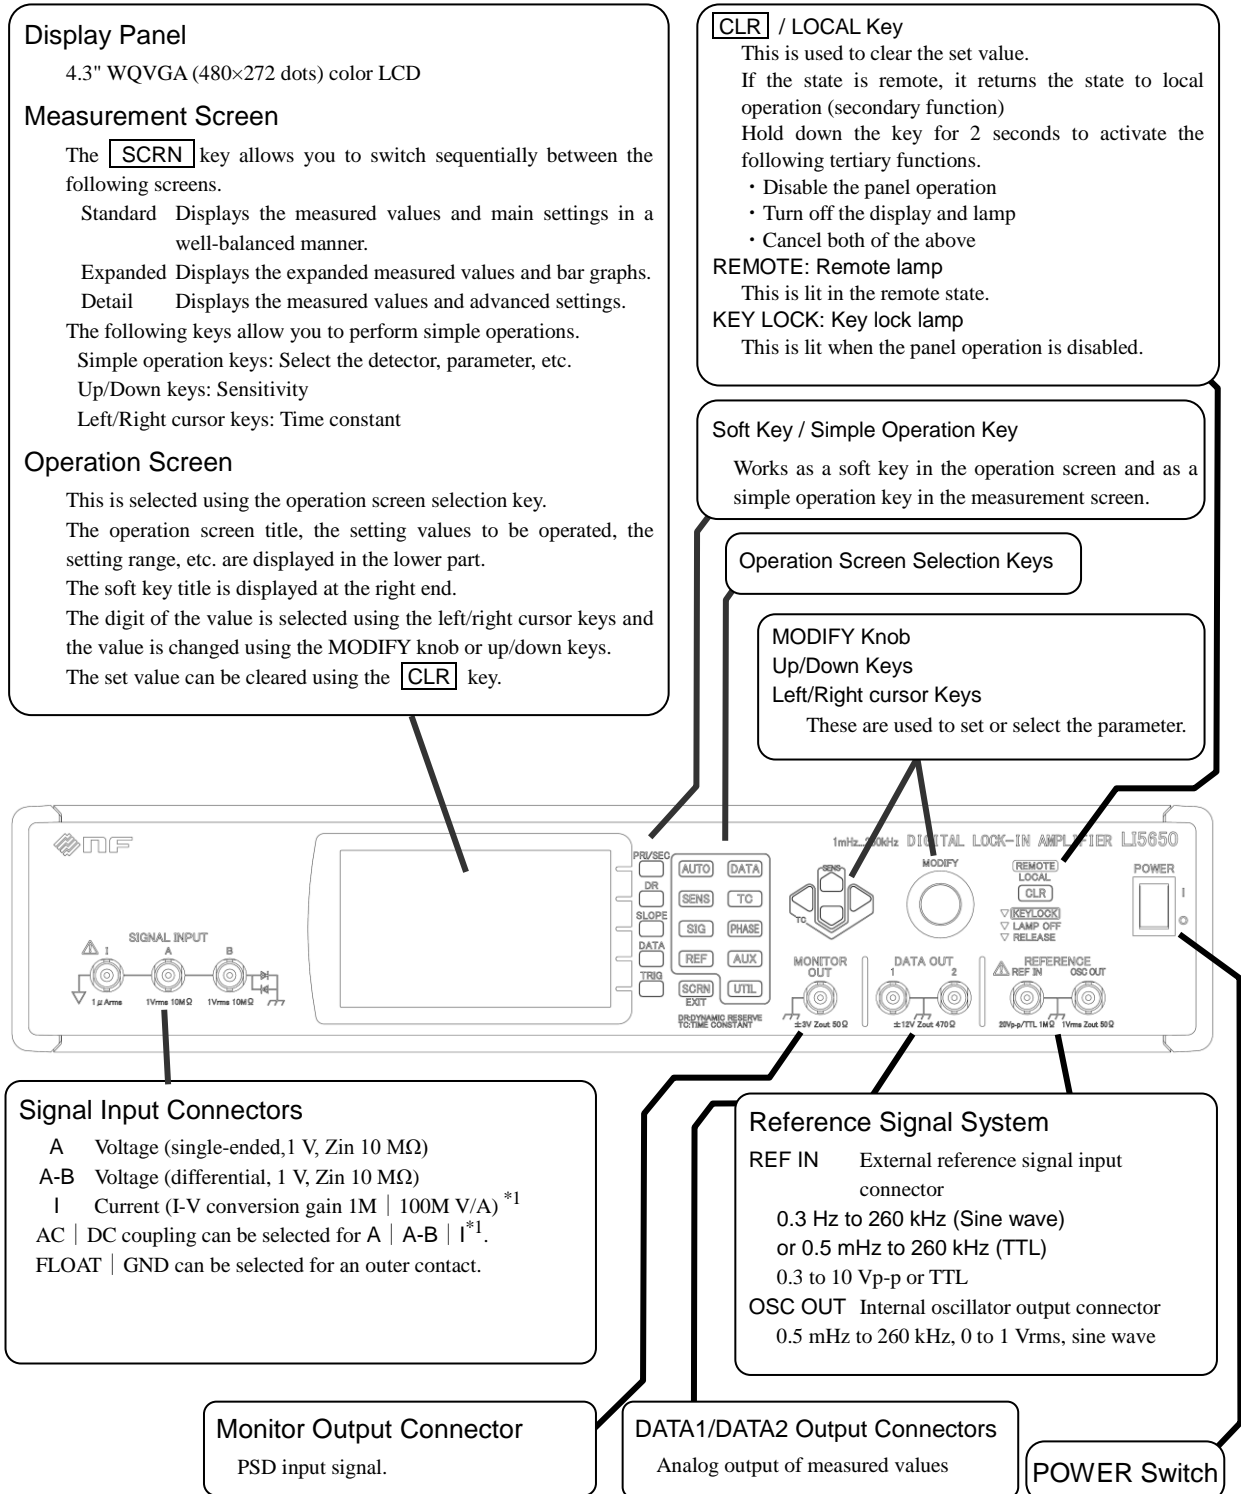 Display Panel
4.3" WQVGA (480×272 dots) color LCD
Measurement Screen
The SCRN key allows you to switch sequentially between the
following screens.
Standard Displays the measured values and main settings in a
well-balanced manner.
Expanded Displays the expanded measured values and bar graphs.
Detail Displays the measured values and advanced settings.
The following keys allow you to perform simple operations.
Simple operation keys: Select the detector, parameter, etc.
Up/Down keys: Sensitivity
Left/Right cursor keys: Time constant
Operation Screen
This is selected using the operation screen selection key.
The operation screen title, the setting values to be operated, the
setting range, etc. are displayed in the lower part.
The soft key title is displayed at the right end.
The digit of the value is selected using the left/right cursor keys and
the value is changed using the MODIFY knob or up/down keys.
The set value can be cleared using the CLR key.
CLR / LOCAL Key
This is used to clear the set value.
If the state is remote, it returns the state to local
operation (secondary function)
Hold down the key for 2 seconds to activate the
following tertiary functions.
・Disable the panel operation
・Turn off the display and lamp
・Cancel both of the above
REMOTE: Remote lamp
This is lit in the remote state.
KEY LOCK: Key lock lamp
This is lit when the panel operation is disabled.
Soft Key / Simple Operation Key
Works as a soft key in the operation screen and as a
simple operation key in the measurement screen.
Operation Screen Selection Keys
MODIFY Knob
Up/Down Keys
Left/Right cursor Keys
These are used to set or select the parameter.
NF
1mHz...250kHz DIGITAL LOCK-IN AMPLIFIER LI5650
PRI/SEC
DR
SLOPE
DATA
TRIG
AUTO DATA
SENS TC
SIG PHASE
REF AUX
SCRN UTIL
EXIT
DR:DYNAMIC RESERVE
TC:TIME CONSTANT
SENS
TC
MODIFY
REMOTE
LOCAL
CLR
▽ KEYLOCK
▽ LAMP OFF
▽ RELEASE
POWER
I
○
SIGNAL INPUT
I A B
1μArms 1Vrms 10MΩ 1Vrms 10MΩ
MONITOR
OUT
±3V Zout 50Ω
DATA OUT
1 2
±12V Zout 470Ω
REFERENCE
REF IN OSC OUT
20Vp-p/TTL 1MΩ 1Vrms Zout 50Ω
Signal Input Connectors
A Voltage (single-ended,1 V, Zin 10 MΩ)
A-B Voltage (differential, 1 V, Zin 10 MΩ)
I Current (I-V conversion gain 1M｜100M V/A) *1
AC｜DC coupling can be selected for A｜A-B｜I*1.
FLOAT｜GND can be selected for an outer contact.
Reference Signal System
REF IN External reference signal input
connector
0.3 Hz to 260 kHz (Sine wave)
or 0.5 mHz to 260 kHz (TTL)
0.3 to 10 Vp-p or TTL
OSC OUT Internal oscillator output connector
0.5 mHz to 260 kHz, 0 to 1 Vrms, sine wave
Monitor Output Connector
PSD input signal.
DATA1/DATA2 Output Connectors
Analog output of measured values
POWER Switch